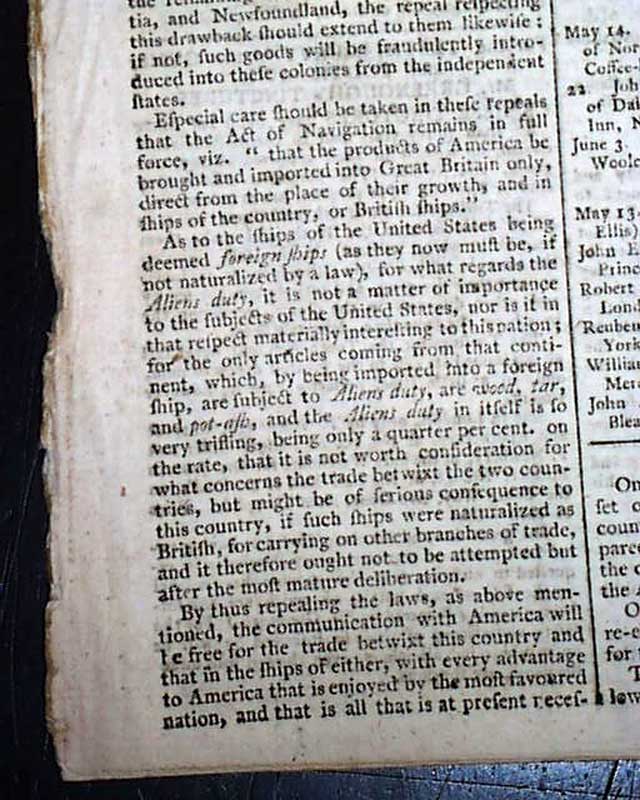 the remaining
tia, and Newfoundland, the repeal reſpecting
this drawback ſhould extend to them likewiſe :
if not, ſuch goods will be fraudulently intro-
duced into theſe colonies from the independent
ſtates.
Eſpecial care ſhould be taken in theſe repeals
that the Act of Navigation remains in full
force, viz. " that the products of America be
brought and imported into Great Britain only,
direct from the place of their growth, and in
ſhips of the country, or Britiſh ſhips."
As to the ſhips of the United States being
deemed foreign ſhips (as they now muſt be, if
not naturalized by a law), for what regards the
Aliens duty, it is not a matter of importance
to the ſubjects of the United States, nor is it in
that reſpect materially intereſting to this nation ;
for the only articles coming from that conti-
nent, which, by being imported into a foreign
ſhip, are ſubject to Aliens duty, are wood, tar,
and pot-aſh, and the Aliens duty in itſelf is ſo
very trifling, being only a quarter per cent. on
the rate, that it is not worth conſideration for
what concerns the trade betwixt the two coun-
tries, but might be of ſerious conſequence to
this country, if ſuch ſhips were naturalized as
Britiſh, for carrying on other branches of trade,
and it therefore ought not to be attempted but
after the moſt mature deliberation.
By thus repealing the laws, as above men-
tioned, the communication with America will
be free for the trade betwixt this country and
that in the ſhips of either, with every advantage
to America that is enjoyed by the moſt favoured
nation, and that is all that is at preſent neceſ-
May 14.
of Nor
Coffee-
22 Joh
of Da
Inn, N
June 3.
Woolc
May 13
Ellis)
John E
Princ
Robert
Lond
Reuben
York
William
Mer
John
Blea
On
ſet o
coun
parce
the c
the A
O
re-e
for t
T
low